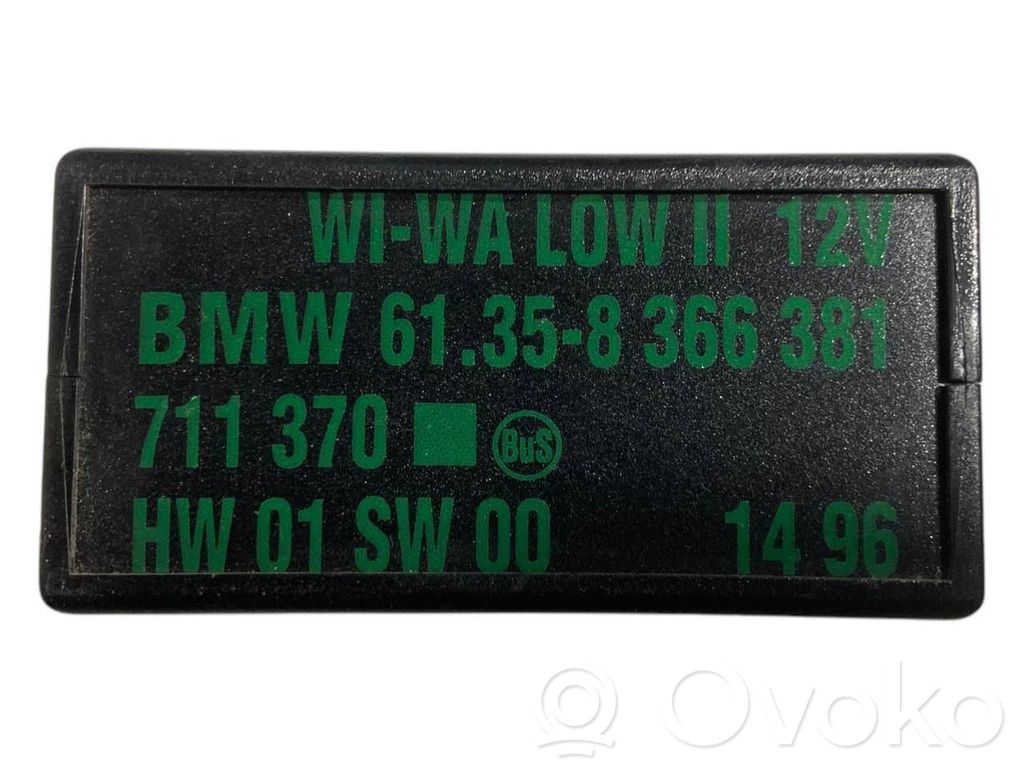 WI-WA LOW II 12V
BMW 61.35-8 366 381
711 370 BuS
HW 01 SW 00 14 96
Ovoko